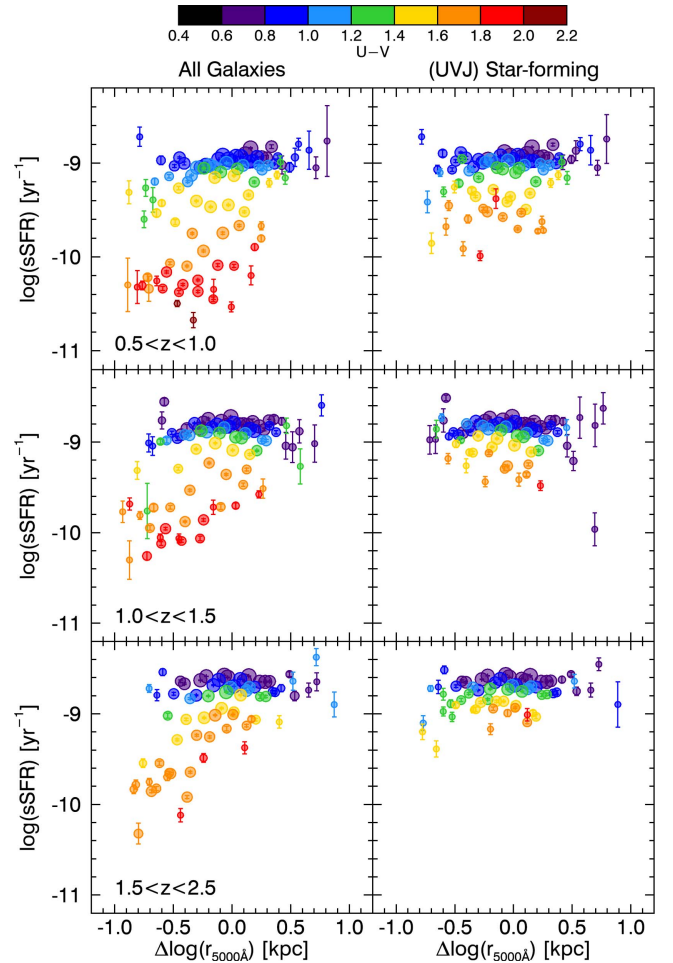 0.4 0.6 0.8 1.0 1.2 1.4 1.6 1.8 2.0 2.2
U−V
All Galaxies (UVJ) Star-forming
-9
-10
-11
log(sSFR) [yr⁻¹]
0.5<z<1.0
-9
-10
-11
log(sSFR) [yr⁻¹]
1.0<z<1.5
-9
-10
-11
log(sSFR) [yr⁻¹]
1.5<z<2.5
-1.0 -0.5 0.0 0.5 1.0 -1.0 -0.5 0.0 0.5 1.0
Δlog(r₅₀₀₀Å) [kpc] Δlog(r₅₀₀₀Å) [kpc]